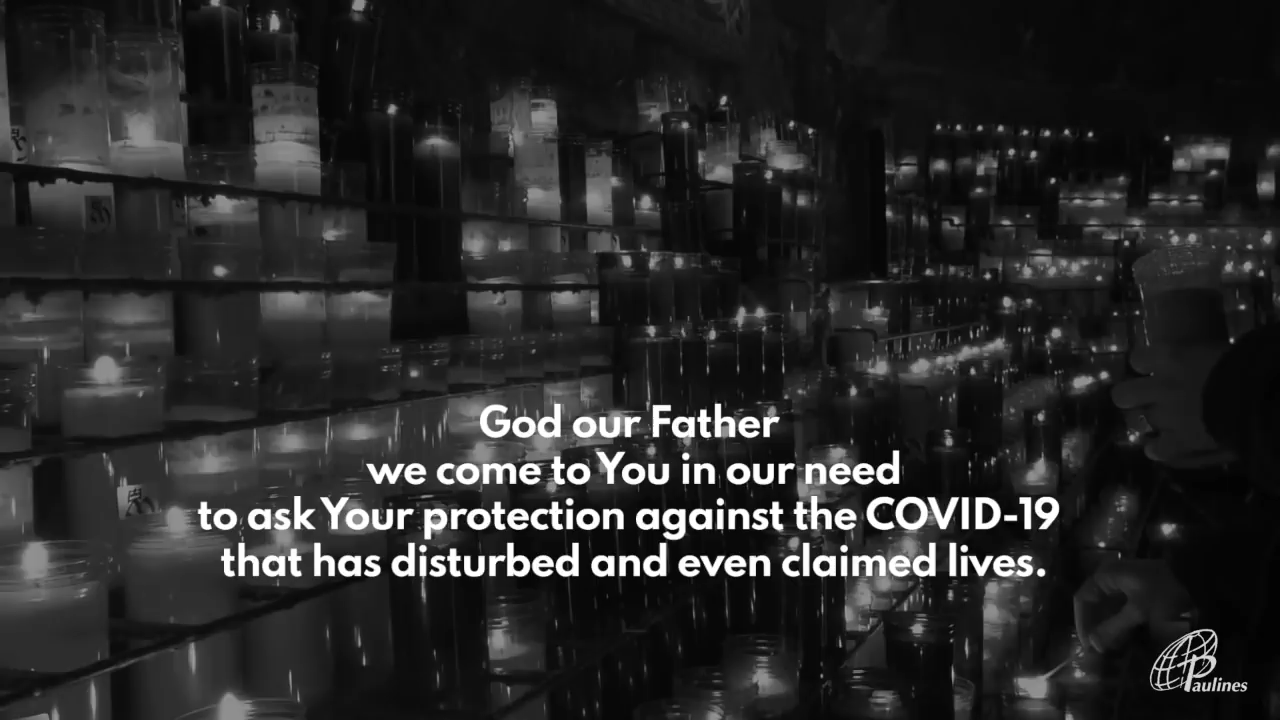 God our Father
we come to You in our need
to ask Your protection against the COVID-19
that has disturbed and even claimed lives.
Paulines